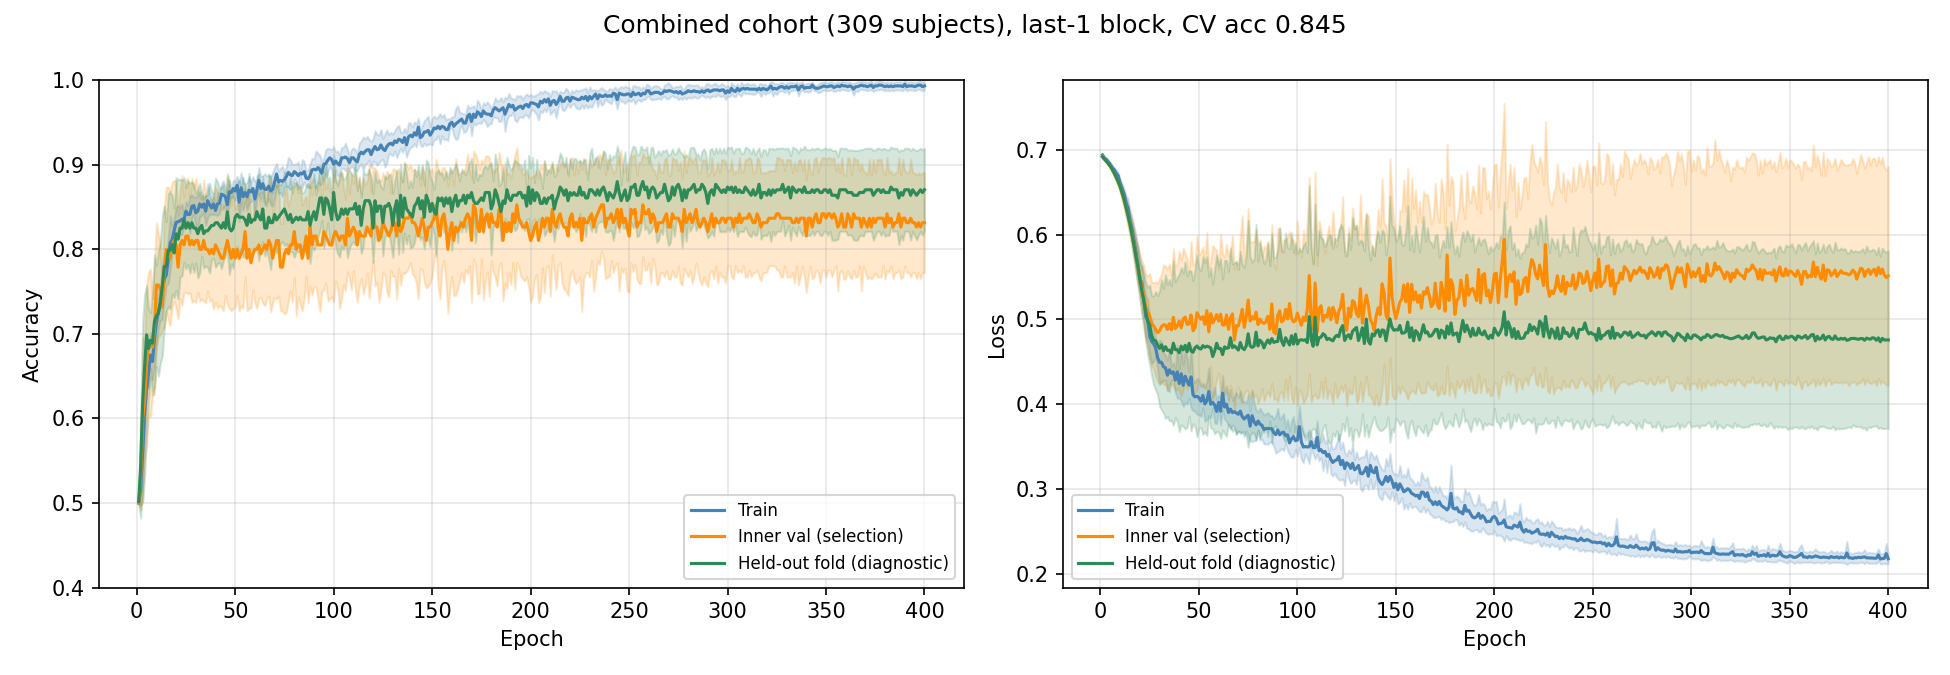 Combined cohort (309 subjects), last-1 block, CV acc 0.845
Accuracy
1.0
0.9
0.8
0.7
0.6
0.5
0.4
0 50 100 150 200 250 300 350 400
Epoch
Train
Inner val (selection)
Held-out fold (diagnostic)
Loss
0.7
0.6
0.5
0.4
0.3
0.2
0 50 100 150 200 250 300 350 400
Epoch
Train
Inner val (selection)
Held-out fold (diagnostic)